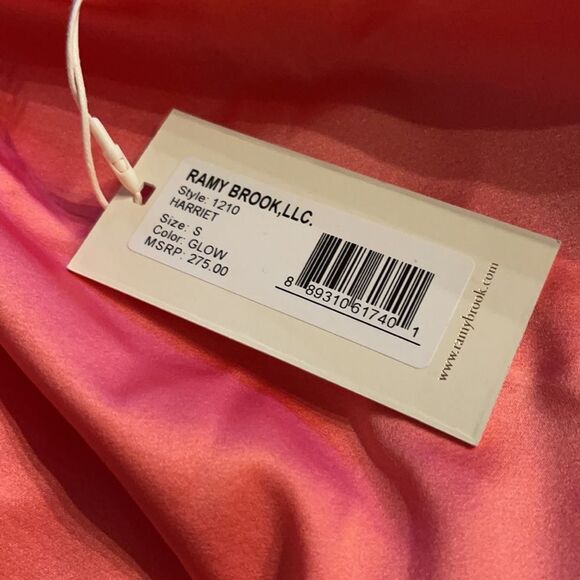 RAMY BROOK,LLC.
Style: 1210
HARRIET
Size: S
Color: GLOW
MSRP: 275.00
8 89310 61740 1
www.ramybrook.com